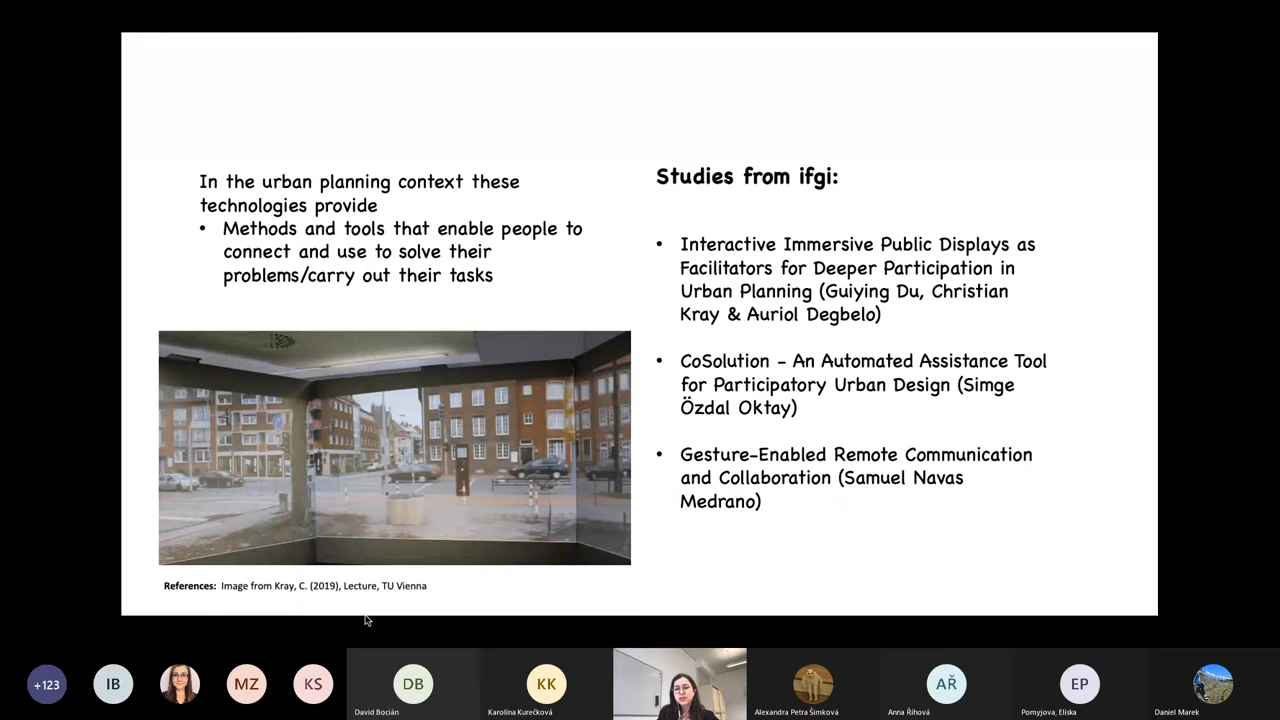 In the urban planning context these
technologies provide
• Methods and tools that enable people to
connect and use to solve their
problems/carry out their tasks
References: Image from Kray, C. (2019), Lecture, TU Vienna
Studies from ifgi:
• Interactive Immersive Public Displays as
Facilitators for Deeper Participation in
Urban Planning (Guiying Du, Christian
Kray & Auriol Degbelo)
• CoSolution - An Automated Assistance Tool
for Participatory Urban Design (Simge
Özdal Oktay)
• Gesture-Enabled Remote Communication
and Collaboration (Samuel Navas
Medrano)
+123
IB
MZ
KS
DB
David Bocián
KK
Karolína Kurečková
Alexandra Petra Šimková
AŘ
Anna Říhová
EP
Pomyjova, Eliska
Daniel Marek